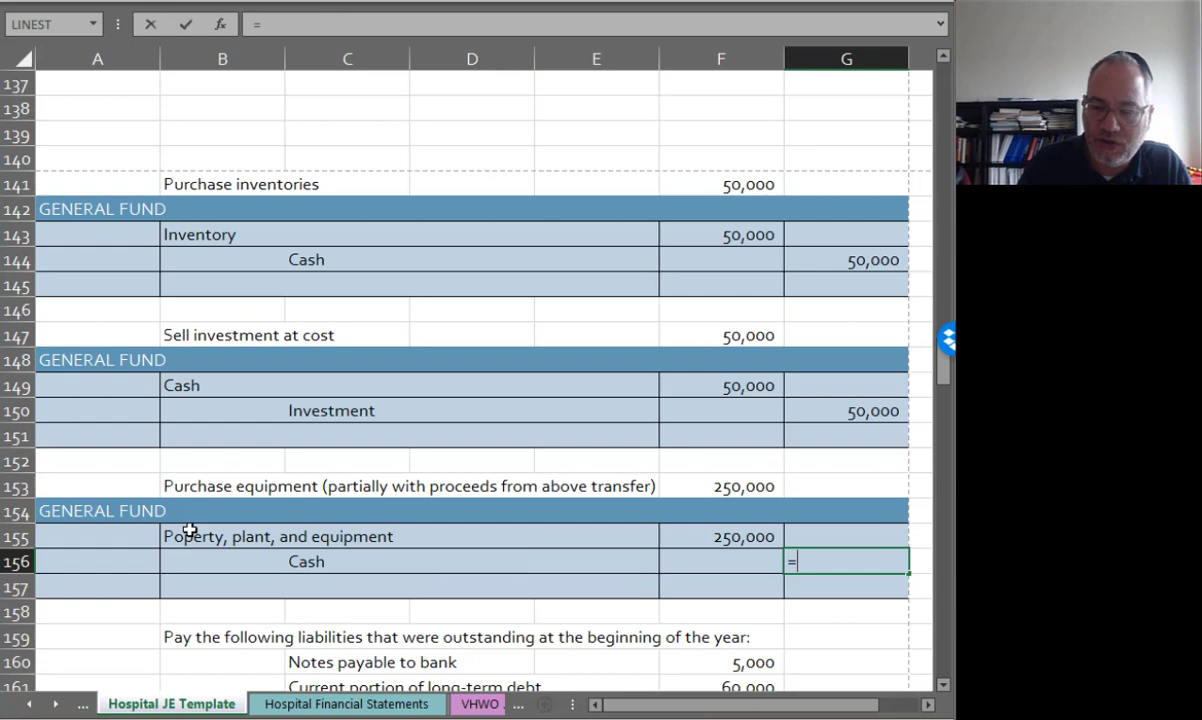 LINEST fx =
A B C D E F G
137
138
139
140
141 Purchase inventories 50,000
142 GENERAL FUND
143 Inventory 50,000
144 Cash 50,000
145
146
147 Sell investment at cost 50,000
148 GENERAL FUND
149 Cash 50,000
150 Investment 50,000
151
152
153 Purchase equipment (partially with proceeds from above transfer) 250,000
154 GENERAL FUND
155 Poperty, plant, and equipment 250,000
156 Cash =
157
158
159 Pay the following liabilities that were outstanding at the beginning of the year:
160 Notes payable to bank 5,000
161 Current portion of long-term debt 60,000
... Hospital JE Template Hospital Financial Statements VHWO ...